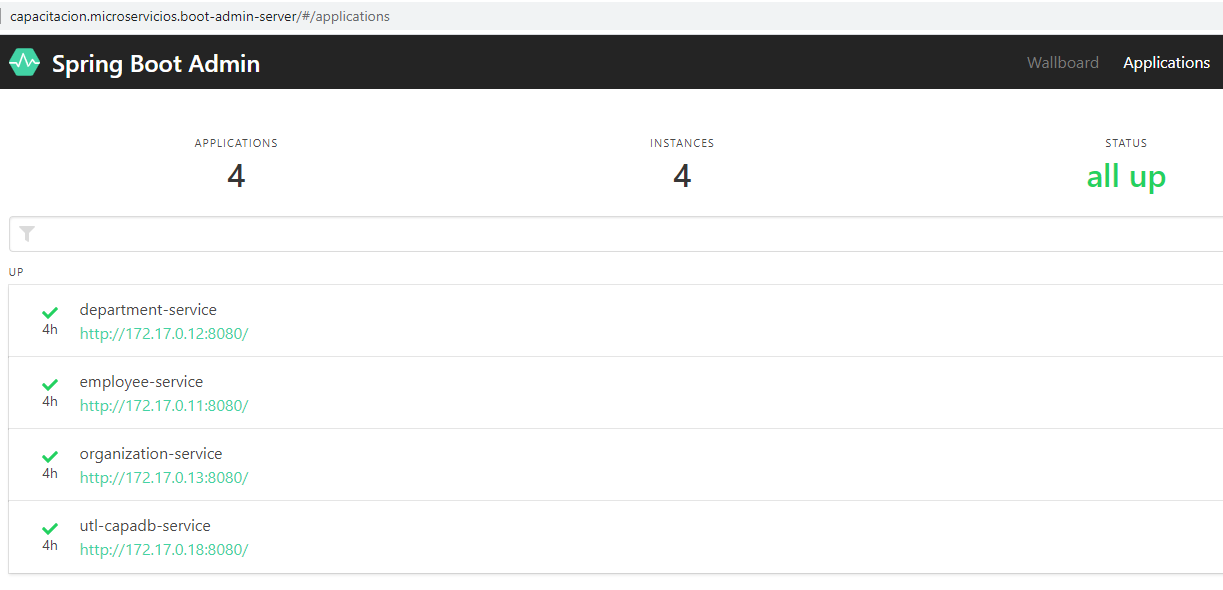 capacitacion.microservicios.boot-admin-server/#/applications
Spring Boot Admin
Wallboard
Applications
APPLICATIONS
4
INSTANCES
4
STATUS
all up
UP
department-service
4h
http://172.17.0.12:8080/
employee-service
4h
http://172.17.0.11:8080/
organization-service
4h
http://172.17.0.13:8080/
utl-capadb-service
4h
http://172.17.0.18:8080/